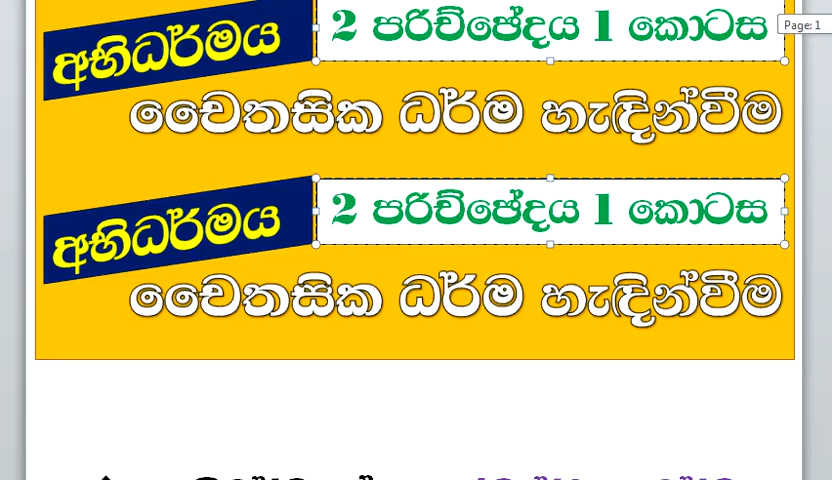 අභිධර්මය 2 පරිච්ඡේදය 1 කොටස
Page: 1
චෛතසික ධර්ම හැඳින්වීම
අභිධර්මය 2 පරිච්ඡේදය 1 කොටස
චෛතසික ධර්ම හැඳින්වීම